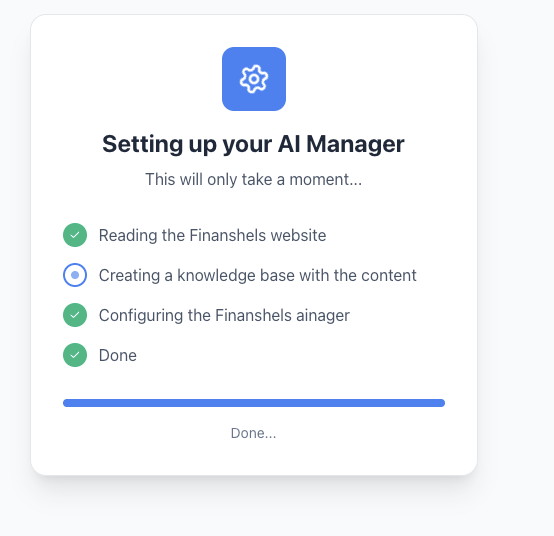 Setting up your AI Manager
This will only take a moment...
Reading the Finanshels website
Creating a knowledge base with the content
Configuring the Finanshels ainager
Done
Done...